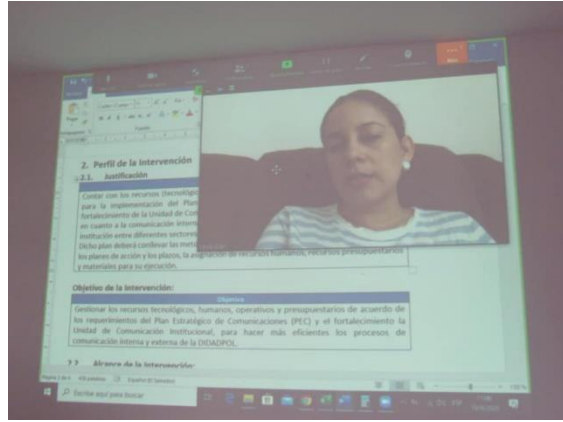 2. Perfil de la Intervención
2.1. Justificación
Contar con los recursos (tecnológic
para la implementación del Plan
fortalecimiento de la Unidad de Com
en cuanto a la comunicación intern
institución entre diferentes sectores
Dicho plan deberá conllevar las met
los planes de acción y los plazos, la asignación de recursos humanos, recursos presupuestarios
y materiales para su ejecución.
Objetivo de la Intervención:
Objetivo
Gestionar los recursos tecnológicos, humanos, operativos y presupuestarios de acuerdo de
los requerimientos del Plan Estratégico de Comunicaciones (PEC) y el fortalecimiento la
Unidad de Comunicación Institucional, para hacer más eficientes los procesos de
comunicación interna y externa de la DIDADPOL.
2.2. Alcance de la Intervención:
Escribe aquí para buscar